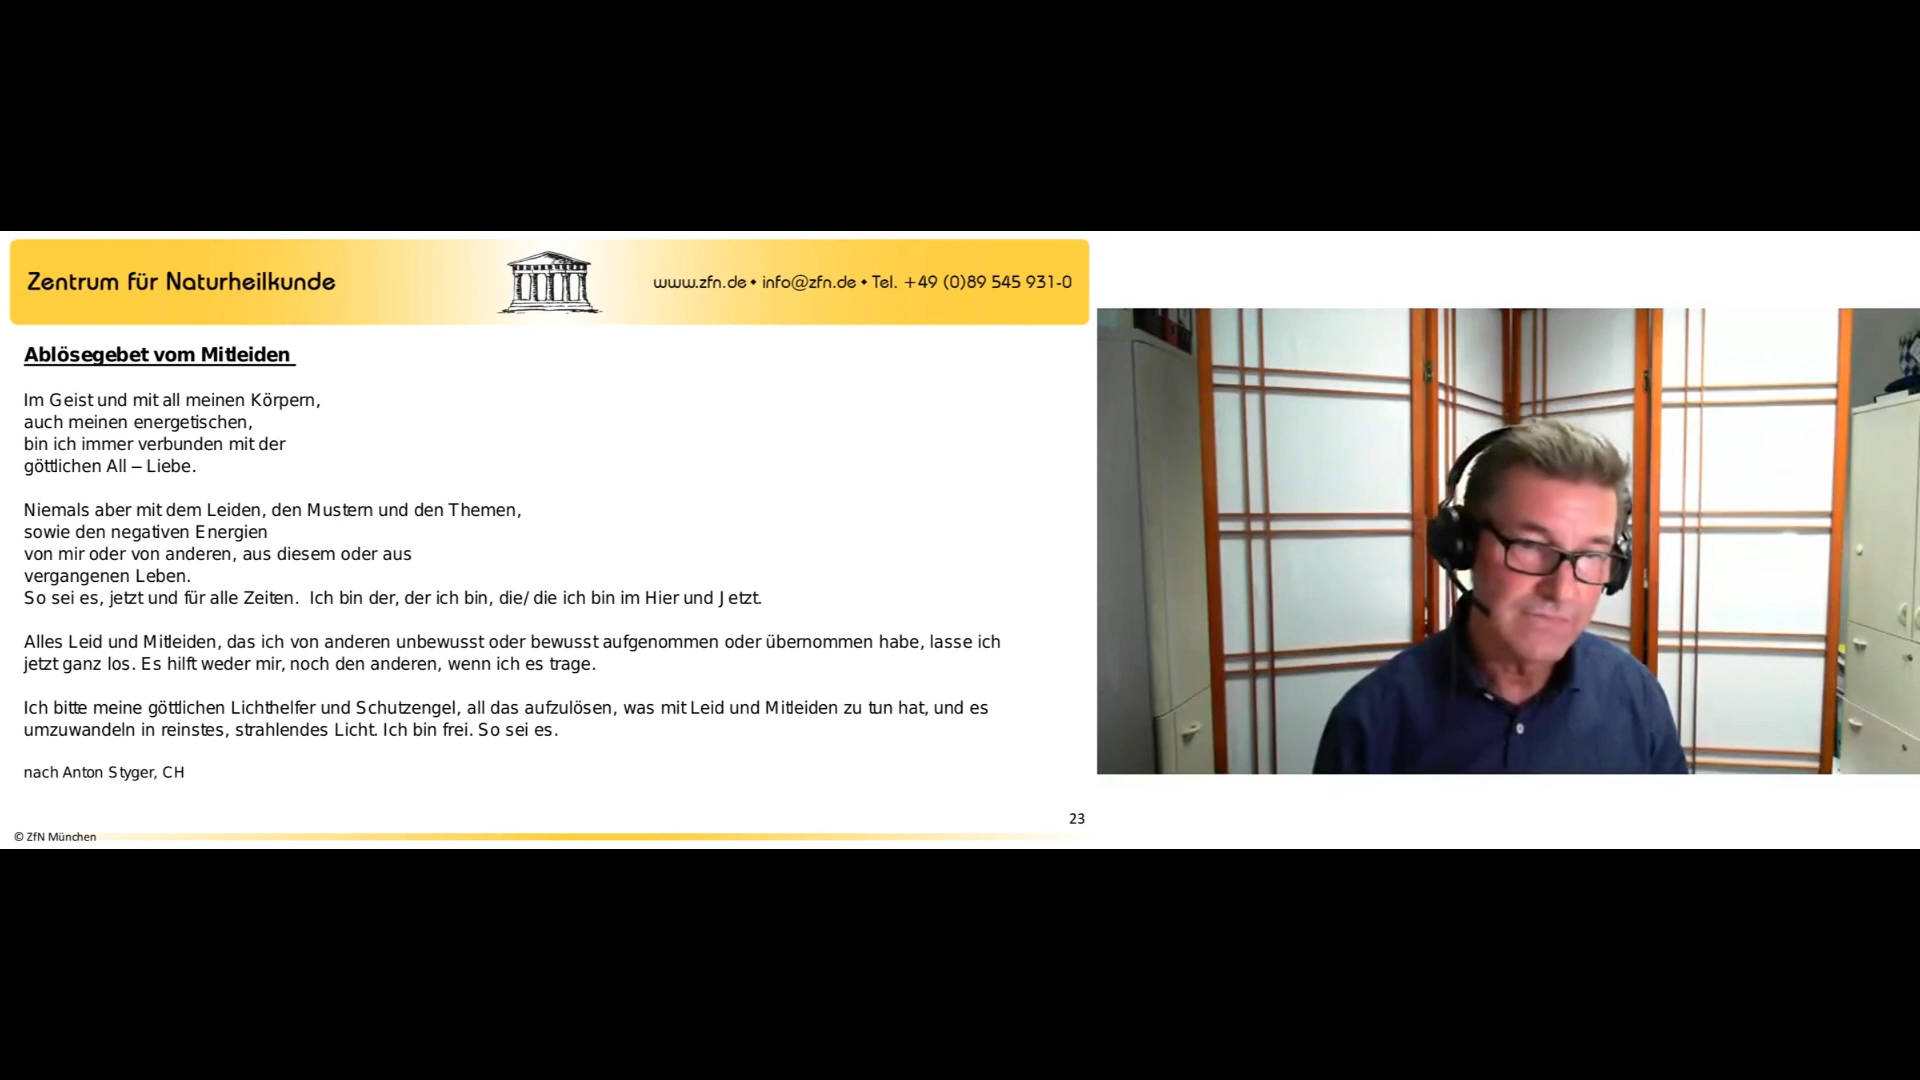 Zentrum für Naturheilkunde
www.zfn.de • info@zfn.de • Tel. +49 (0)89 545 931-0
Ablösegebet vom Mitleiden
Im Geist und mit all meinen Körpern,
auch meinen energetischen,
bin ich immer verbunden mit der
göttlichen All – Liebe.
Niemals aber mit dem Leiden, den Mustern und den Themen,
sowie den negativen Energien
von mir oder von anderen, aus diesem oder aus
vergangenen Leben.
So sei es, jetzt und für alle Zeiten. Ich bin der, der ich bin, die/ die ich bin im Hier und Jetzt.
Alles Leid und Mitleiden, das ich von anderen unbewusst oder bewusst aufgenommen oder übernommen habe, lasse ich
jetzt ganz los. Es hilft weder mir, noch den anderen, wenn ich es trage.
Ich bitte meine göttlichen Lichthelfer und Schutzengel, all das aufzulösen, was mit Leid und Mitleiden zu tun hat, und es
umzuwandeln in reinstes, strahlendes Licht. Ich bin frei. So sei es.
nach Anton Styger, CH
23
© ZfN München